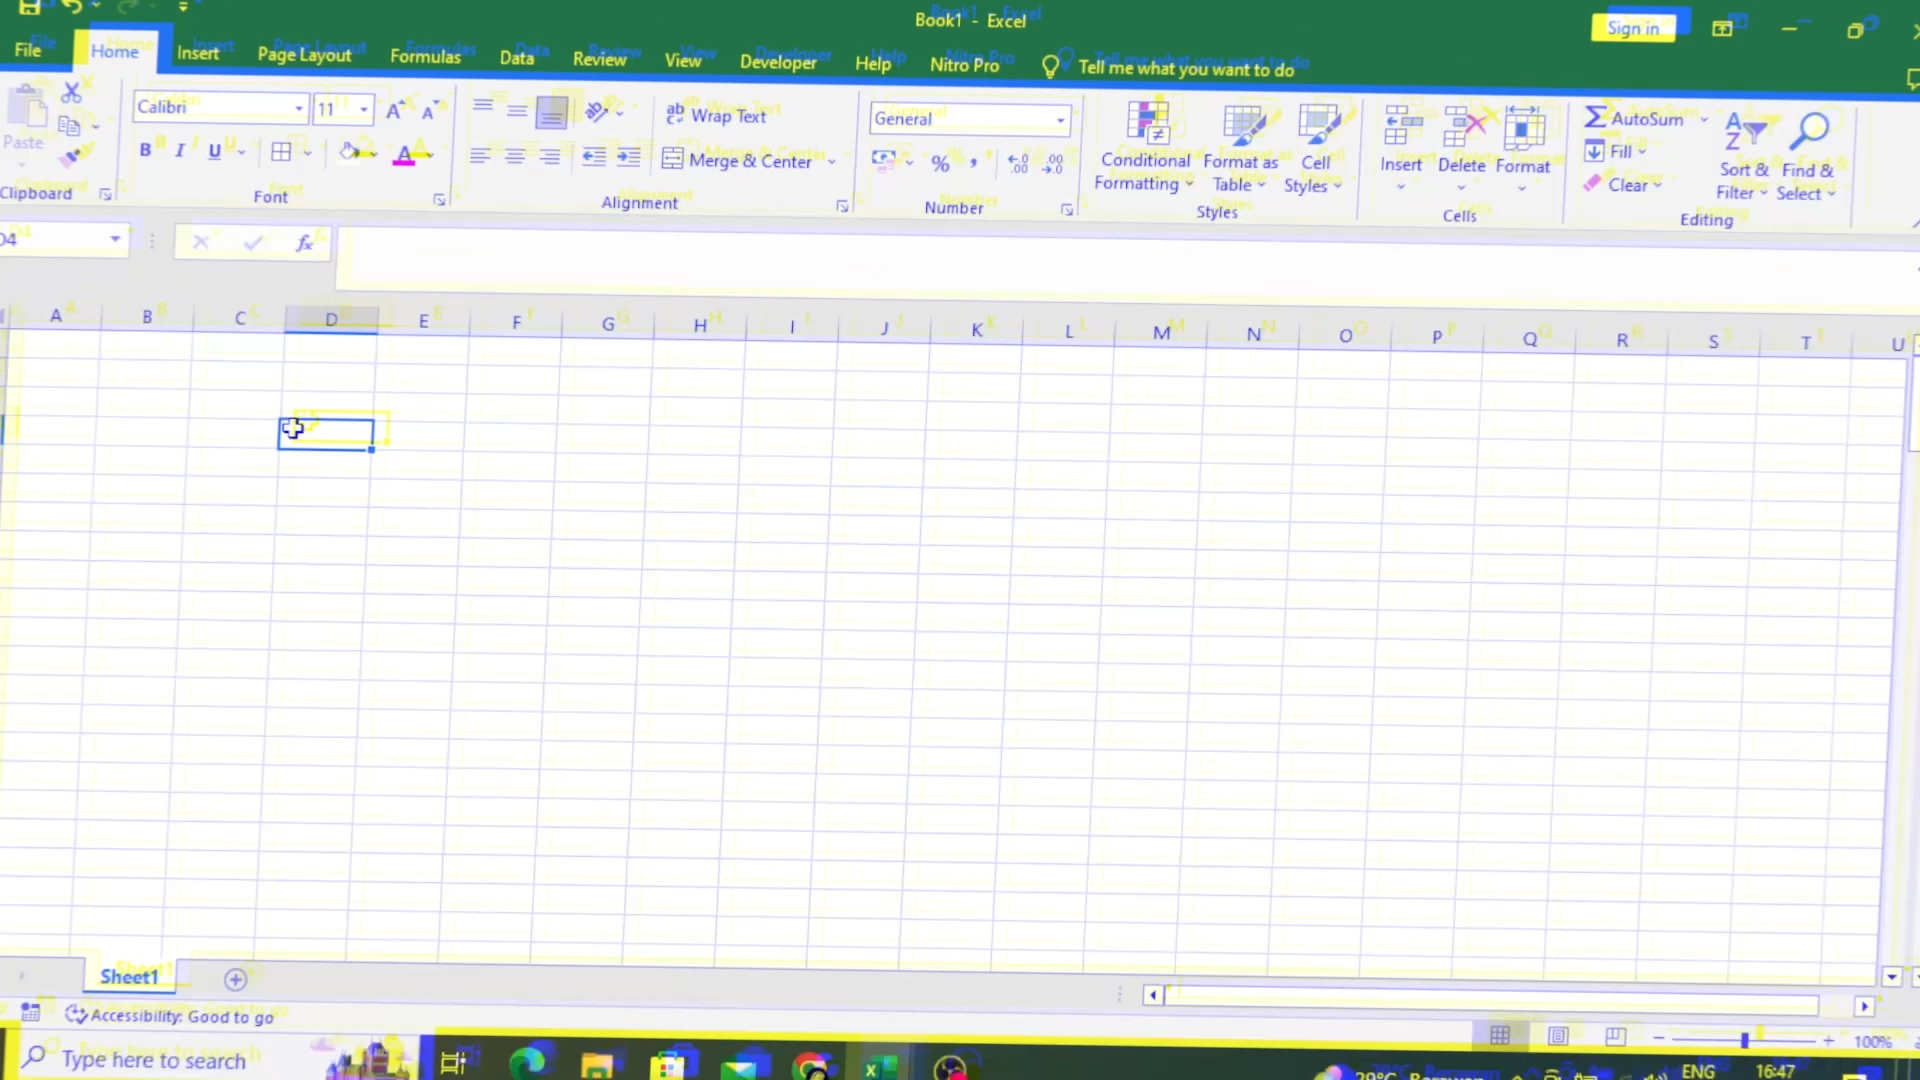 Book1 - Excel
Sign in
File Home Insert Page Layout Formulas Data Review View Developer Help Nitro Pro Tell me what you want to do
Calibri 11
Wrap Text
General
AutoSum
Paste
B I U
Merge & Center
Conditional Formatting
Format as Table
Cell Styles
Insert Delete Format
Fill
Clear
Sort & Filter
Find & Select
Clipboard Font Alignment Number Styles Cells Editing
D4 fx
A B C D E F G H I J K L M N O P Q R S T U
Sheet1
Accessibility: Good to go
100%
Type here to search
29°C
ENG 16:47